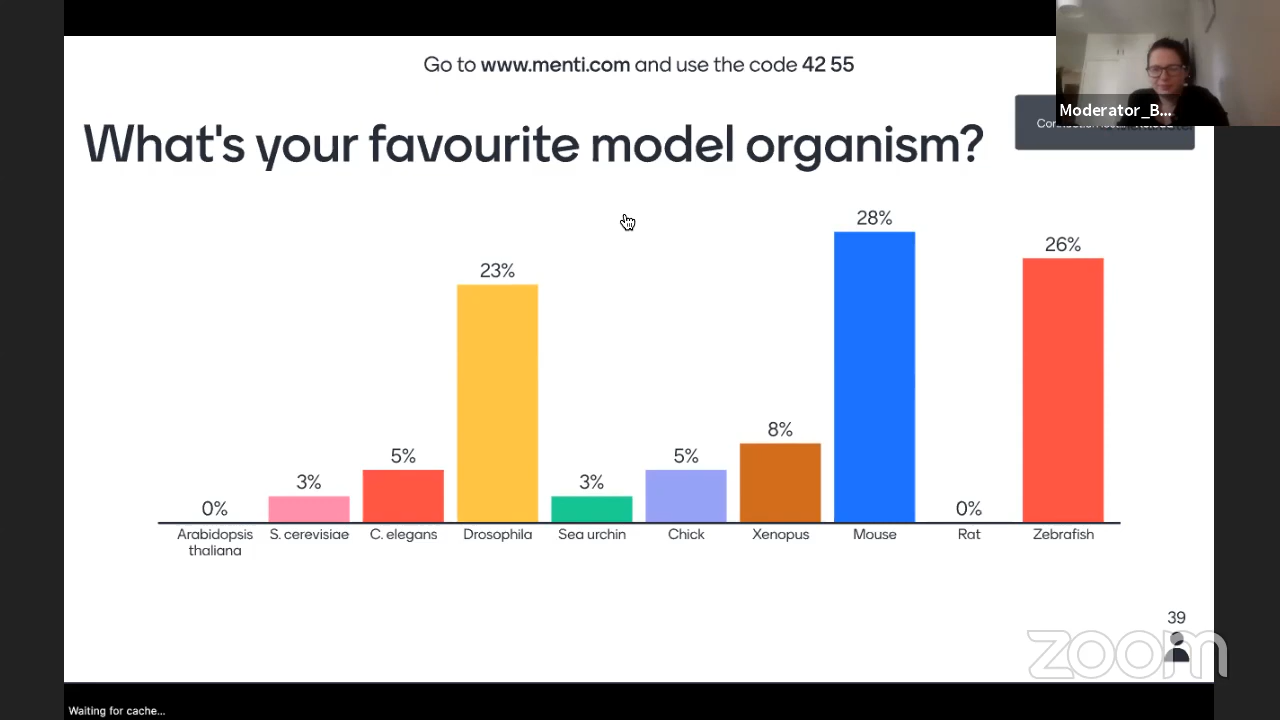 Go to www.menti.com and use the code 42 55
What's your favourite model organism?
Moderator_B...
28%
26%
23%
8%
5%
5%
3%
3%
0%
0%
Arabidopsis thaliana
S. cerevisiae
C. elegans
Drosophila
Sea urchin
Chick
Xenopus
Mouse
Rat
Zebrafish
39
zoom
Waiting for cache...